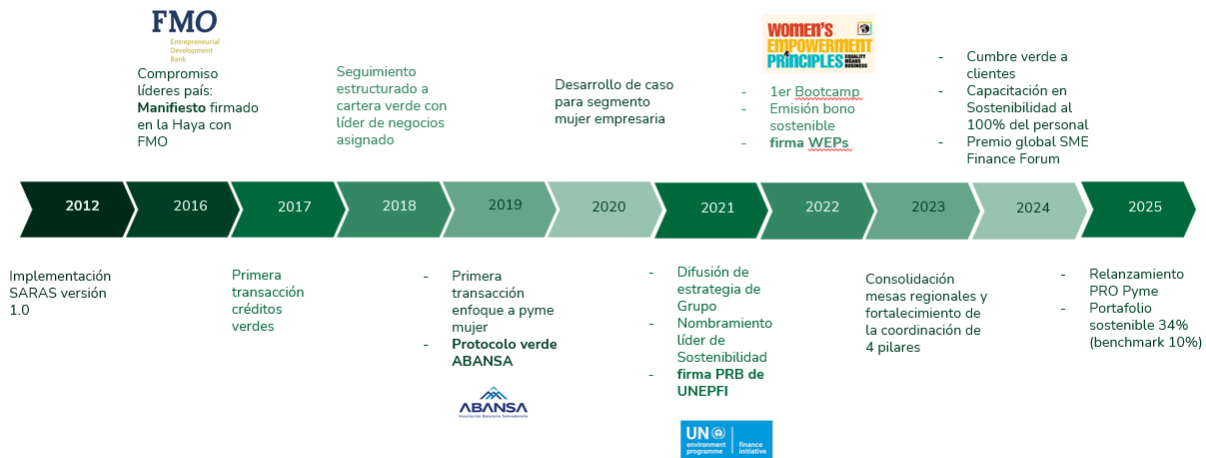 FMO
Entrepreneurial
Development
Bank
Compromiso
líderes país:
Manifiesto firmado
en la Haya con
FMO
Seguimiento
estructurado a
cartera verde con
líder de negocios
asignado
Desarrollo de caso
para segmento
mujer empresaria
WOMEN'S
EMPOWERMENT
PRINCIPLES
EQUALITY
MEANS
BUSINESS
- 1er Bootcamp
- Emisión bono
sostenible
- firma WEPs
- Cumbre verde a
clientes
- Capacitación en
Sostenibilidad al
100% del personal
- Premio global SME
Finance Forum
2012
2016
2017
2018
2019
2020
2021
2022
2023
2024
2025
Implementación
SARAS versión
1.0
Primera
transacción
créditos
verdes
- Primera
transacción
enfoque a pyme
mujer
- Protocolo verde
ABANSA
ABANSA
Asociación Bancaria Salvadoreña
- Difusión de
estrategia de
Grupo
- Nombramiento
líder de
Sostenibilidad
- firma PRB de
UNEPFI
UN
environment
programme
finance
initiative
Consolidación
mesas regionales y
fortalecimiento de
la coordinación de
4 pilares
- Relanzamiento
PRO Pyme
- Portafolio
sostenible 34%
(benchmark 10%)